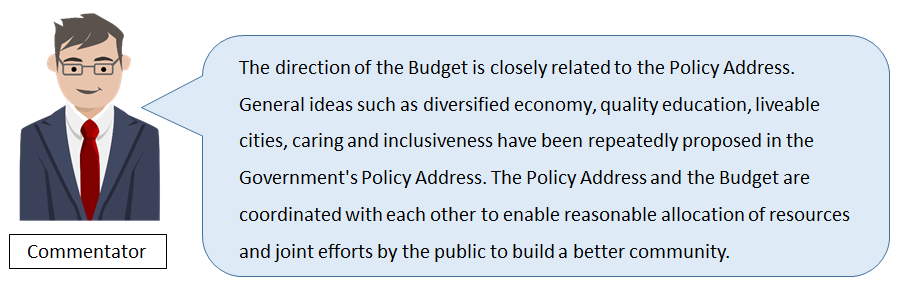 The direction of the Budget is closely related to the Policy Address.
General ideas such as diversified economy, quality education, liveable
cities, caring and inclusiveness have been repeatedly proposed in the
Government's Policy Address. The Policy Address and the Budget are
coordinated with each other to enable reasonable allocation of resources
and joint efforts by the public to build a better community.
Commentator